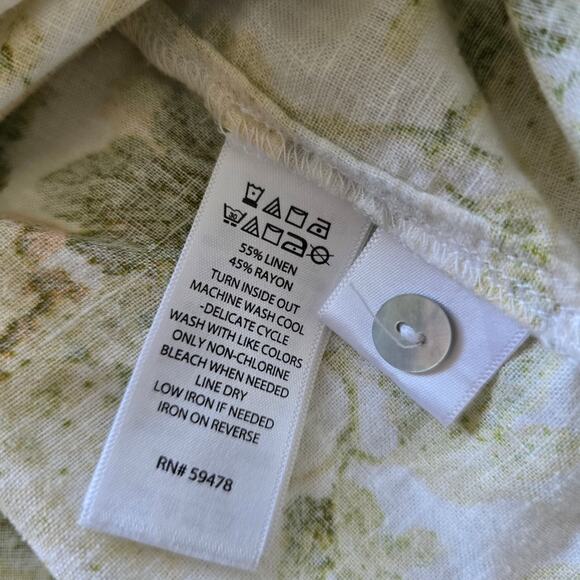 30
55% LINEN
45% RAYON
TURN INSIDE OUT
MACHINE WASH COOL
-DELICATE CYCLE
WASH WITH LIKE COLORS
ONLY NON-CHLORINE
BLEACH WHEN NEEDED
LINE DRY
LOW IRON IF NEEDED
IRON ON REVERSE
RN# 59478